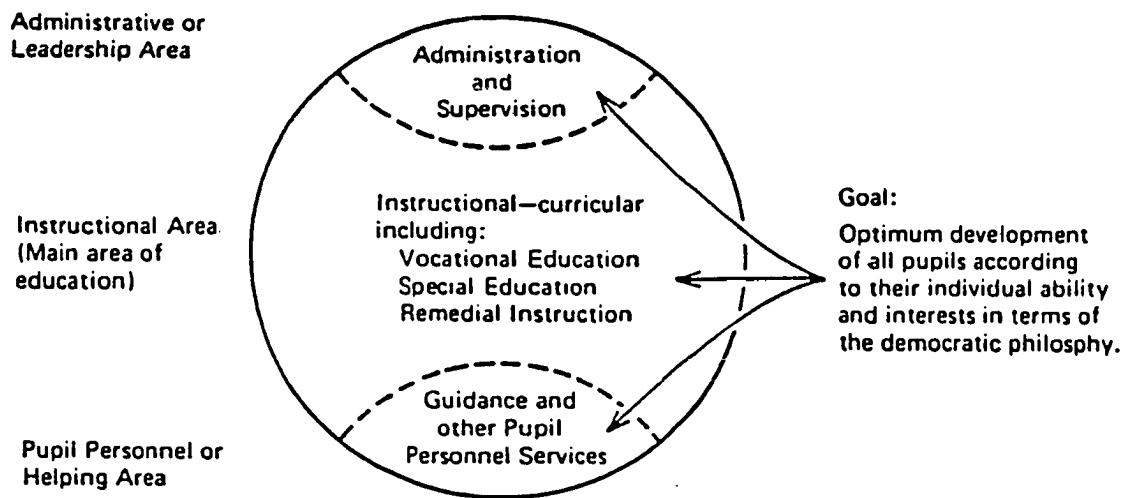 Administrative or
Leadership Area
Administration
and
Supervision
Instructional Area
(Main area of
education)
Instructional—curricular
including:
Vocational Education
Special Education
Remedial Instruction
Goal:
Optimum development
of all pupils according
to their individual ability
and interests in terms of
the democratic philosphy.
Guidance and
other Pupil
Personnel Services
Pupil Personnel or
Helping Area